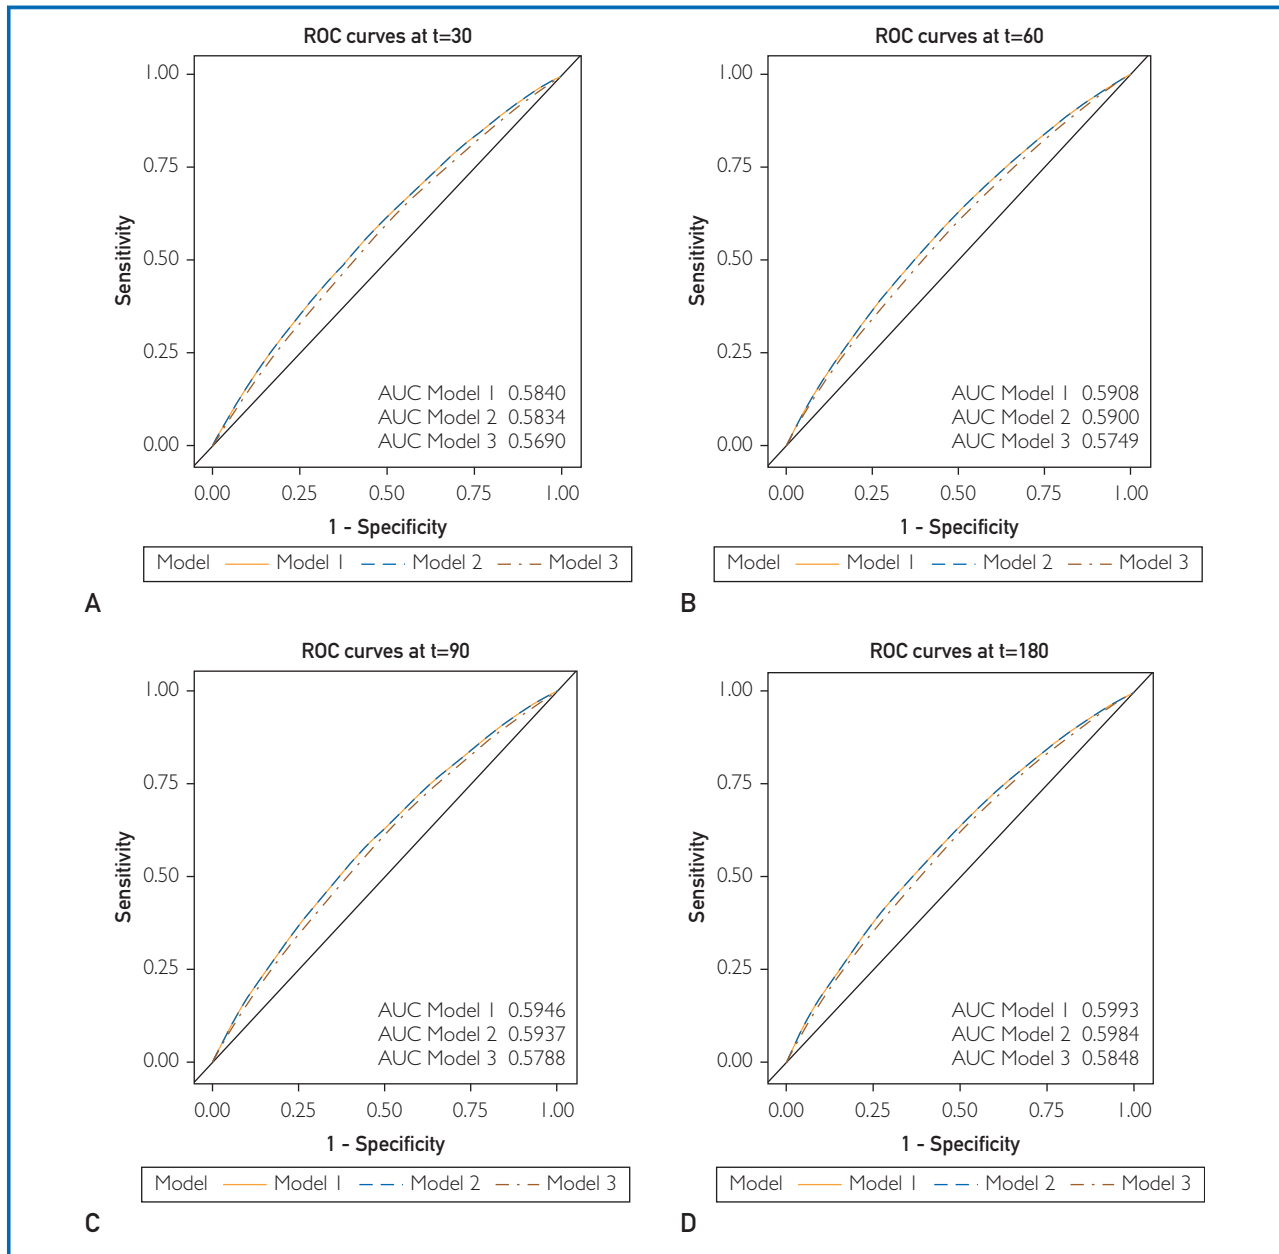 ROC curves at t=30
1.00
0.75
0.50
0.25
0.00
Sensitivity
AUC Model 1 0.5840
AUC Model 2 0.5834
AUC Model 3 0.5690
0.00 0.25 0.50 0.75 1.00
1 - Specificity
Model Model 1 Model 2 Model 3
A
ROC curves at t=60
1.00
0.75
0.50
0.25
0.00
Sensitivity
AUC Model 1 0.5908
AUC Model 2 0.5900
AUC Model 3 0.5749
0.00 0.25 0.50 0.75 1.00
1 - Specificity
Model Model 1 Model 2 Model 3
B
ROC curves at t=90
1.00
0.75
0.50
0.25
0.00
Sensitivity
AUC Model 1 0.5946
AUC Model 2 0.5937
AUC Model 3 0.5788
0.00 0.25 0.50 0.75 1.00
1 - Specificity
Model Model 1 Model 2 Model 3
C
ROC curves at t=180
1.00
0.75
0.50
0.25
0.00
Sensitivity
AUC Model 1 0.5993
AUC Model 2 0.5984
AUC Model 3 0.5848
0.00 0.25 0.50 0.75 1.00
1 - Specificity
Model Model 1 Model 2 Model 3
D